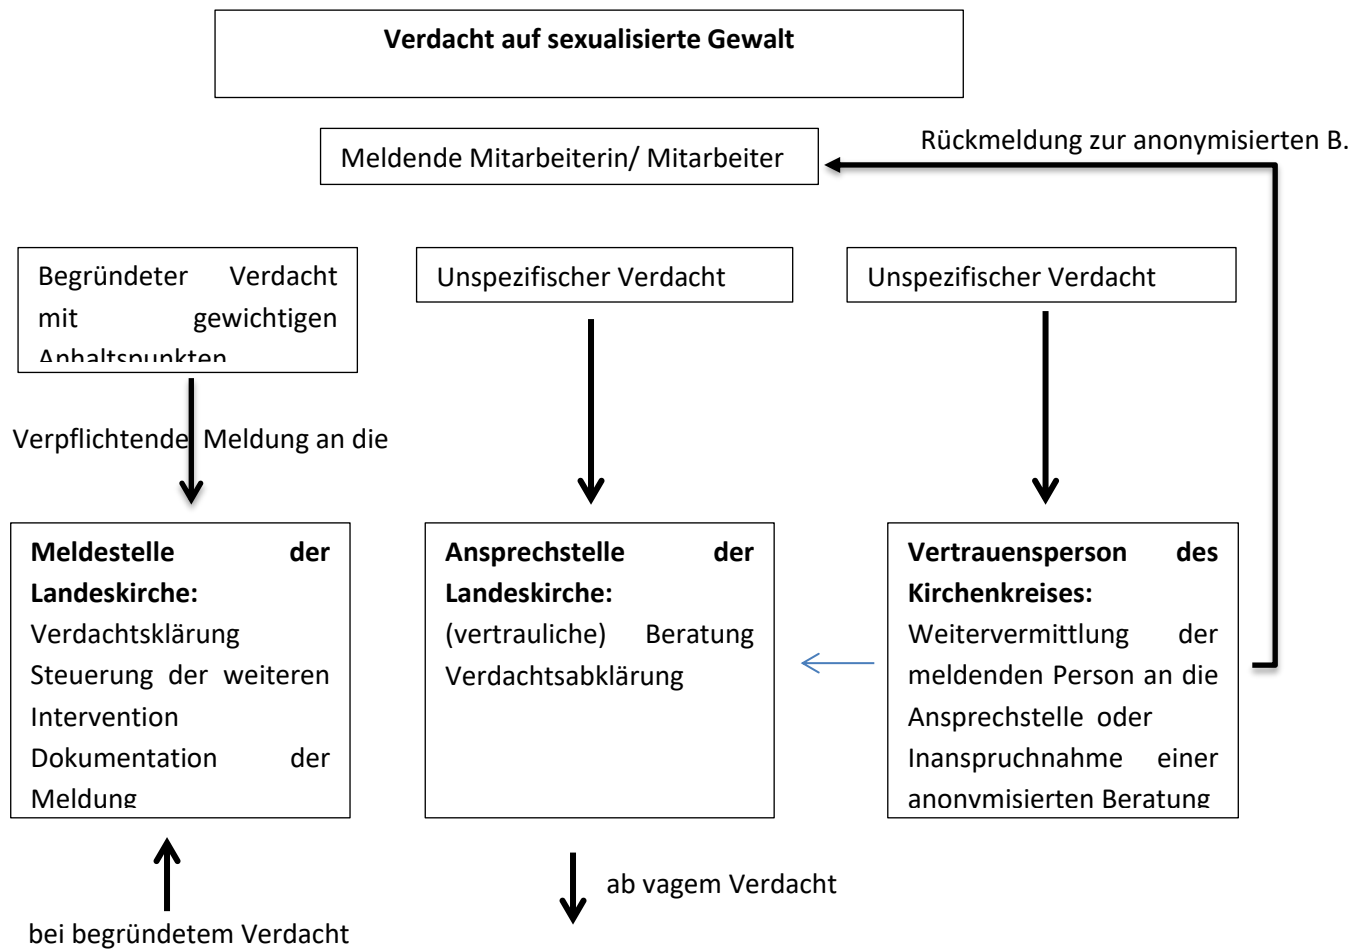 Verdacht auf sexualisierte Gewalt
Meldende Mitarbeiterin/ Mitarbeiter
Rückmeldung zur anonymisierten B.
Begründeter Verdacht
mit gewichtigen
Anhaltspunkten
Unspezifischer Verdacht
Unspezifischer Verdacht
Verpflichtende Meldung an die
Meldestelle der
Landeskirche:
Verdachtsklärung
Steuerung der weiteren
Intervention
Dokumentation der
Meldung
Ansprechstelle der
Landeskirche:
(vertrauliche) Beratung
Verdachtsabklärung
Vertrauensperson des
Kirchenkreises:
Weitervermittlung der
meldenden Person an die
Ansprechstelle oder
Inanspruchnahme einer
anonymisierten Beratung
ab vagem Verdacht
bei begründetem Verdacht